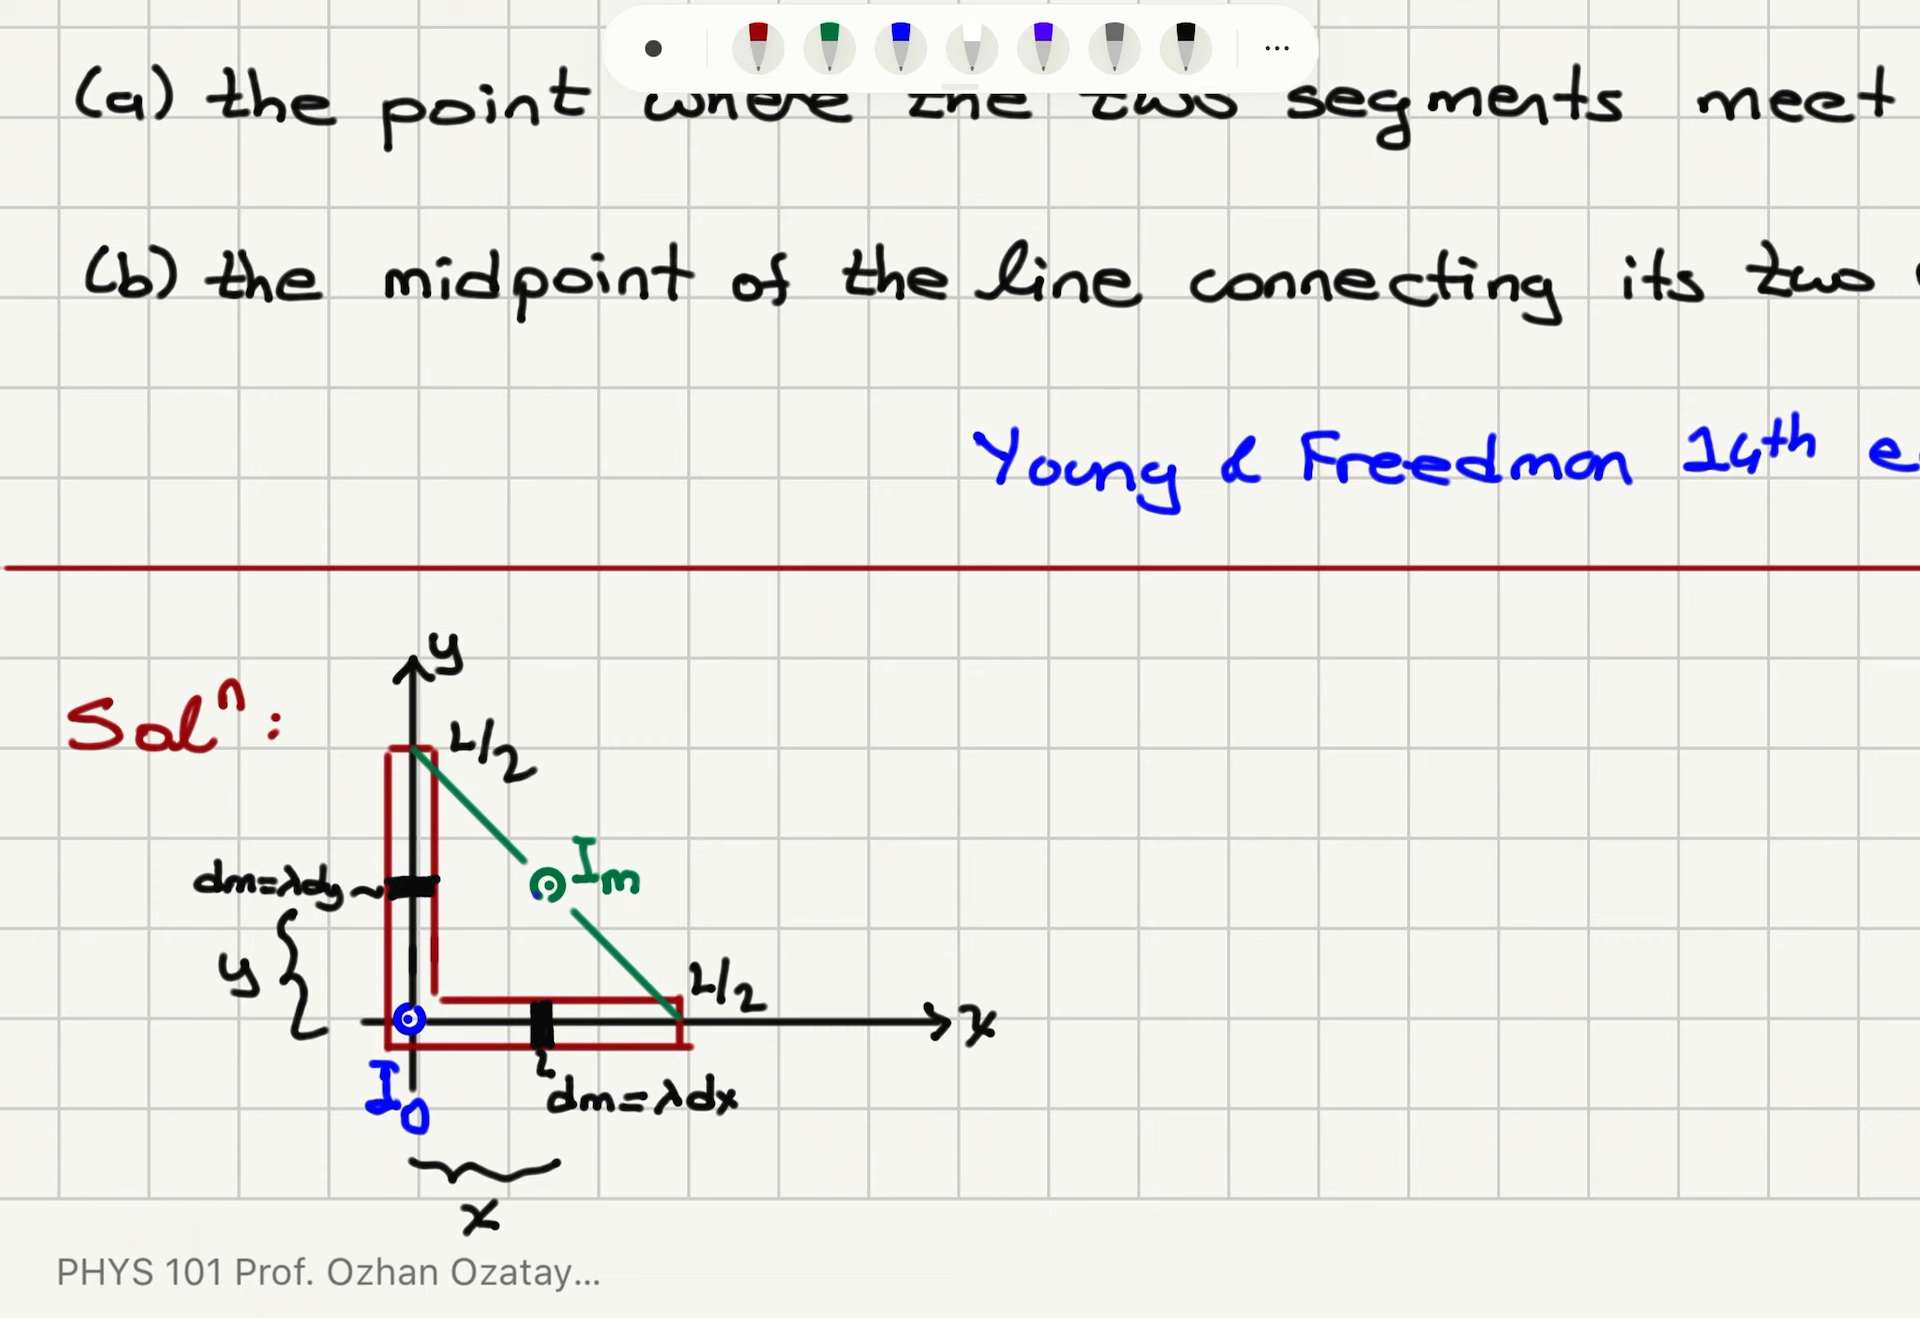 (a) the point where the two segments meet
(b) the midpoint of the line connecting its two
Young & Freedman 14th
Solⁿ:
y
L/2
dm=λdy
I_m
y
L/2
x
I_0
dm=λdx
x
PHYS 101 Prof. Ozhan Ozatay...